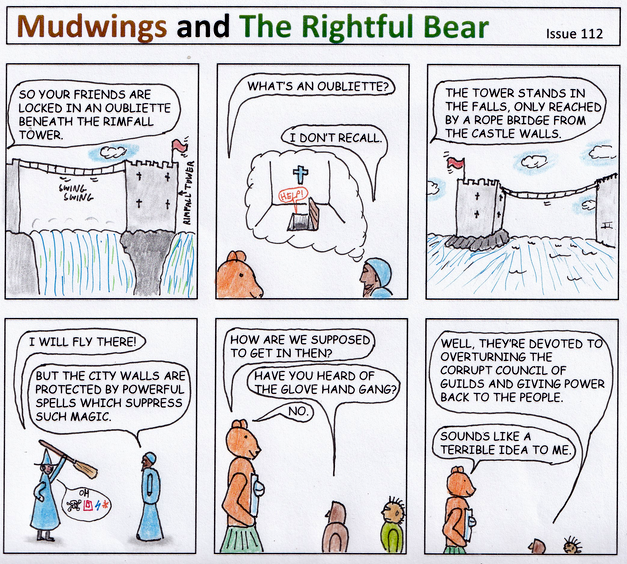 Mudwings and The Rightful Bear
Issue 112
SO YOUR FRIENDS ARE
LOCKED IN AN OUBLIETTE
BENEATH THE RIMFALL
TOWER.
SWING
SWING
RIMFALL TOWER
WHAT'S AN OUBLIETTE?
I DON'T RECALL.
HELP!
THE TOWER STANDS IN
THE FALLS, ONLY REACHED
BY A ROPE BRIDGE FROM
THE CASTLE WALLS.
I WILL FLY THERE!
BUT THE CITY WALLS ARE
PROTECTED BY POWERFUL
SPELLS WHICH SUPPRESS
SUCH MAGIC.
OH
HOW ARE WE SUPPOSED
TO GET IN THEN?
HAVE YOU HEARD OF
THE GLOVE HAND GANG?
NO.
WELL, THEY'RE DEVOTED TO
OVERTURNING THE
CORRUPT COUNCIL OF
GUILDS AND GIVING POWER
BACK TO THE PEOPLE.
SOUNDS LIKE A
TERRIBLE IDEA TO ME.